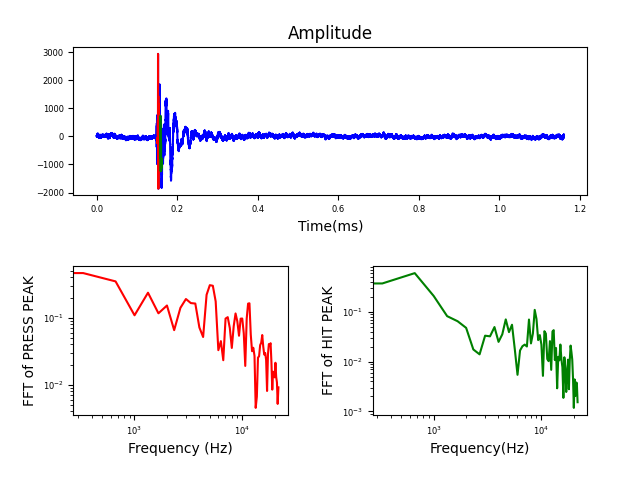 Amplitude
3000
2000
1000
0
−1000
−2000
0.0 0.2 0.4 0.6 0.8 1.0 1.2
Time(ms)
FFT of PRESS PEAK
10⁻¹
10⁻²
10³ 10⁴
Frequency (Hz)
FFT of HIT PEAK
10⁻¹
10⁻²
10⁻³
10³ 10⁴
Frequency(Hz)